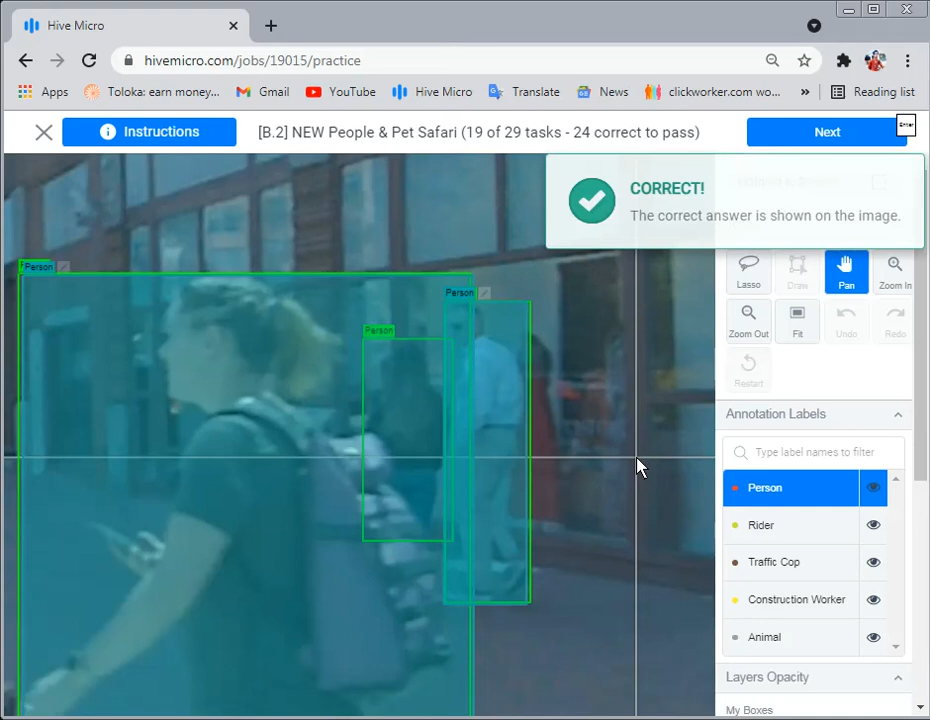 Hive Micro
hivemicro.com/jobs/19015/practice
Apps
Toloka: earn money...
Gmail
YouTube
Hive Micro
Translate
News
clickworker.com wo...
»
Reading list
Instructions
[B.2] NEW People & Pet Safari (19 of 29 tasks - 24 correct to pass)
Next
Enter
CORRECT!
The correct answer is shown on the image.
Person
Person
Person
Lasso
Draw
Pan
Zoom In
Zoom Out
Fit
Undo
Redo
Restart
Annotation Labels
Type label names to filter
Person
Rider
Traffic Cop
Construction Worker
Animal
Layers Opacity
My Boxes